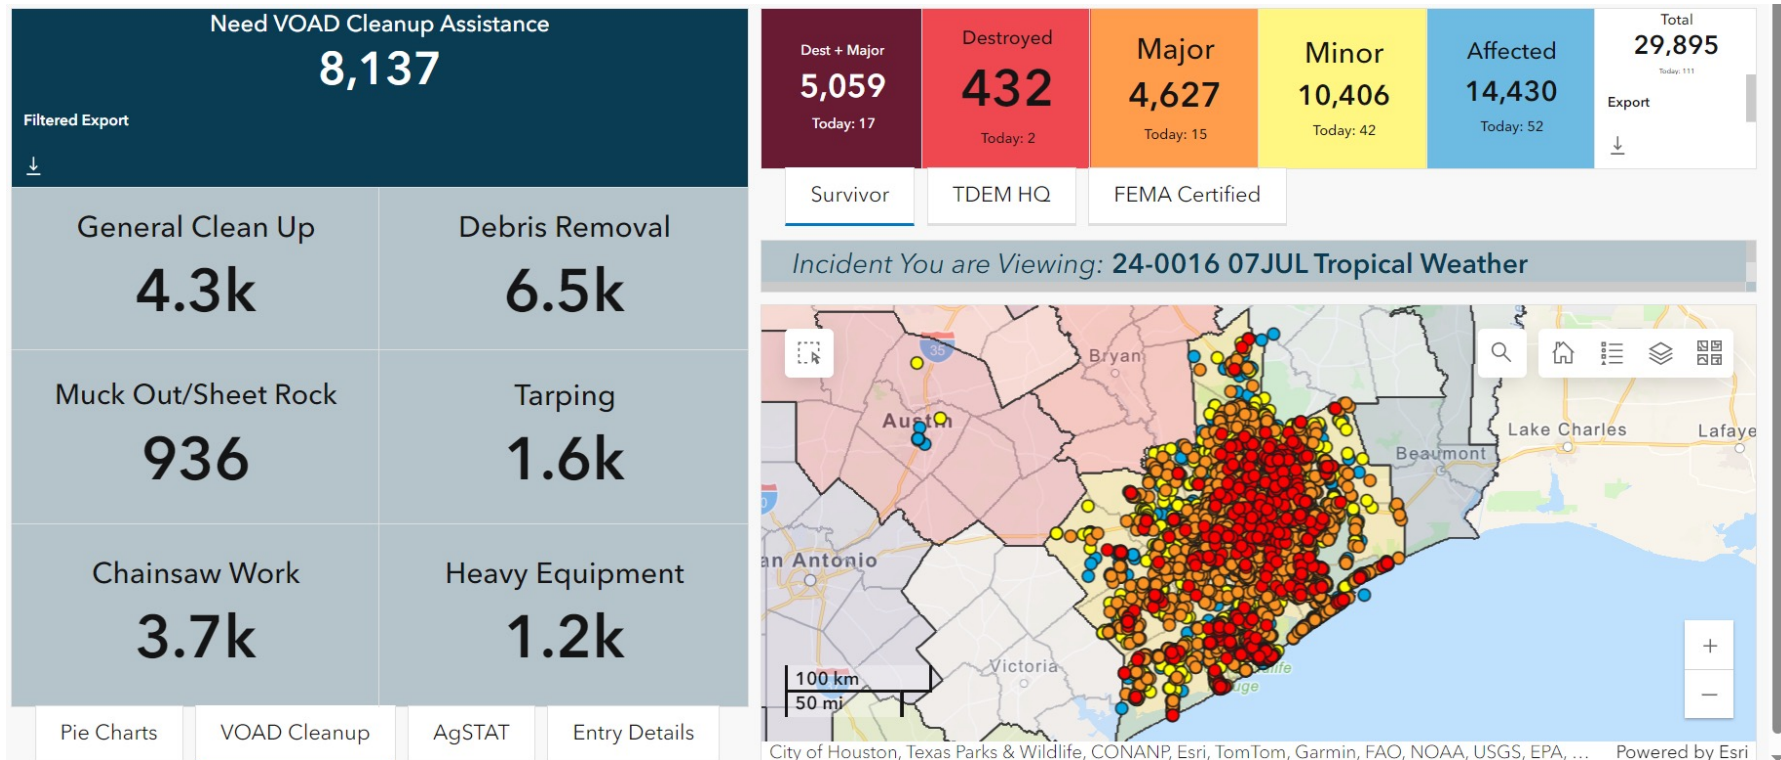 Need VOAD Cleanup Assistance
8,137
Filtered Export
General Clean Up
4.3k
Debris Removal
6.5k
Muck Out/Sheet Rock
936
Tarping
1.6k
Chainsaw Work
3.7k
Heavy Equipment
1.2k
Pie Charts
VOAD Cleanup
AgSTAT
Entry Details
Dest + Major
5,059
Today: 17
Destroyed
432
Today: 2
Major
4,627
Today: 15
Minor
10,406
Today: 42
Affected
14,430
Today: 52
Total
29,895
Today: 111
Export
Survivor
TDEM HQ
FEMA Certified
Incident You are Viewing: 24-0016 07JUL Tropical Weather
35
Bryan
Austin
Lake Charles
Lafaye
Beaumont
an Antonio
Victoria
life
uge
100 km
50 mi
+
−
City of Houston, Texas Parks & Wildlife, CONANP, Esri, TomTom, Garmin, FAO, NOAA, USGS, EPA, ...
Powered by Esri